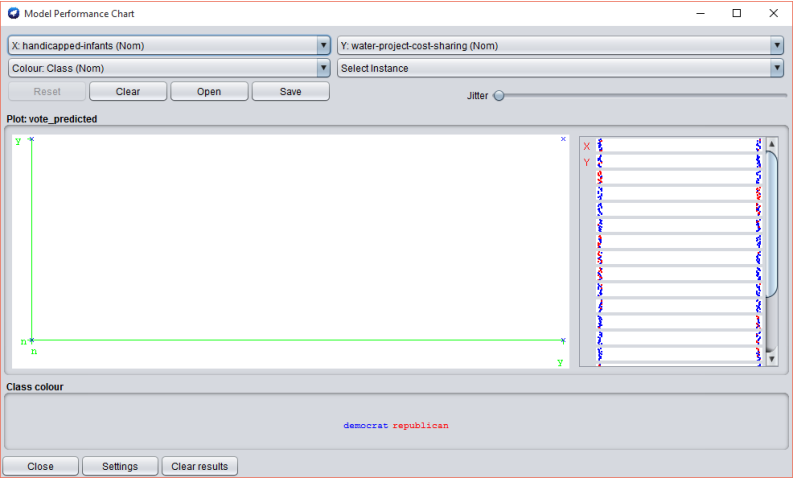 Model Performance Chart
X: handicapped-infants (Nom) Y: water-project-cost-sharing (Nom)
Colour: Class (Nom) Select Instance
Reset Clear Open Save Jitter
Plot: vote_predicted
y X
Y
n
n
y
Class colour
democrat republican
Close Settings Clear results